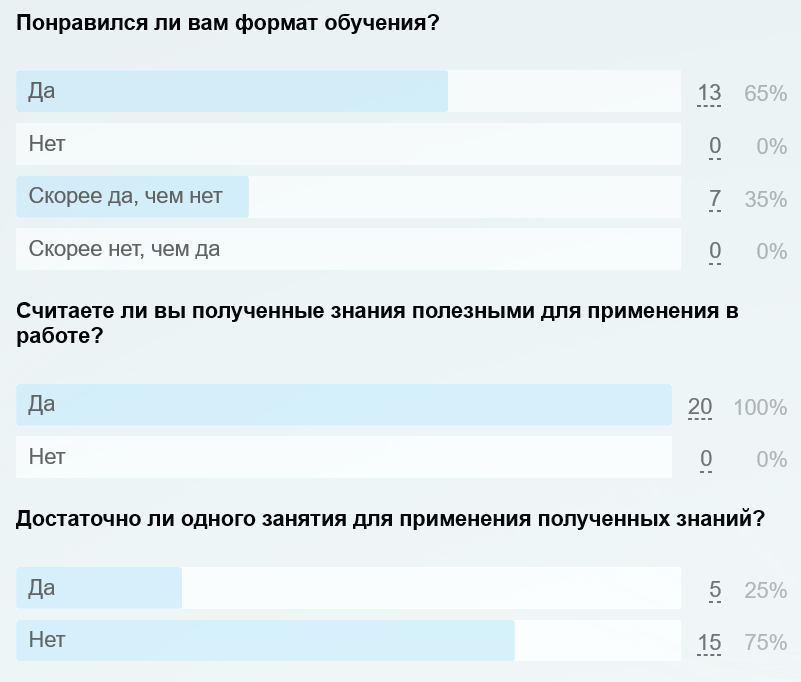 Понравился ли вам формат обучения?
Да 13 65%
Нет 0 0%
Скорее да, чем нет 7 35%
Скорее нет, чем да 0 0%
Считаете ли вы полученные знания полезными для применения в
работе?
Да 20 100%
Нет 0 0%
Достаточно ли одного занятия для применения полученных знаний?
Да 5 25%
Нет 15 75%